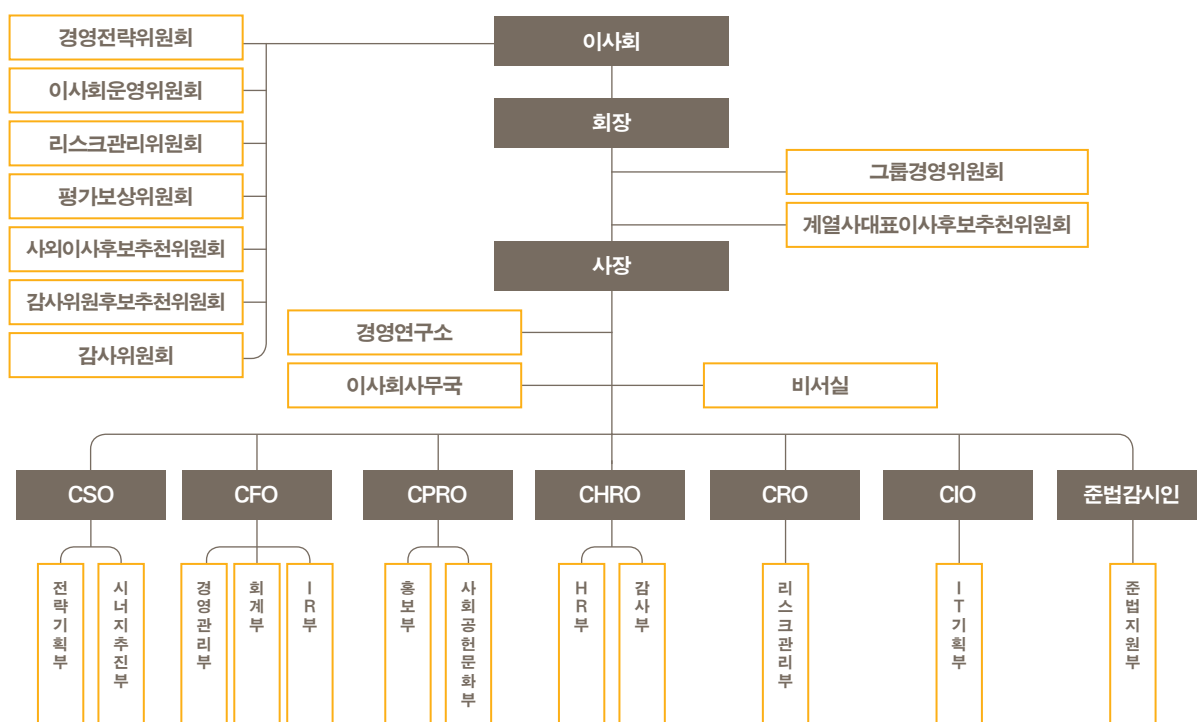 경영전략위원회
이사회운영위원회
리스크관리위원회
평가보상위원회
사외이사후보추천위원회
감사위원후보추천위원회
감사위원회
이사회
회장
그룹경영위원회
계열사대표이사후보추천위원회
사장
경영연구소
이사회사무국
비서실
CSO
CFO
CPRO
CHRO
CRO
CIO
준법감시인
전략기획부
시너지추진부
경영관리부
회계부
IR부
홍보부
사회공헌문화부
HR부
감사부
리스크관리부
IT기획부
준법지원부